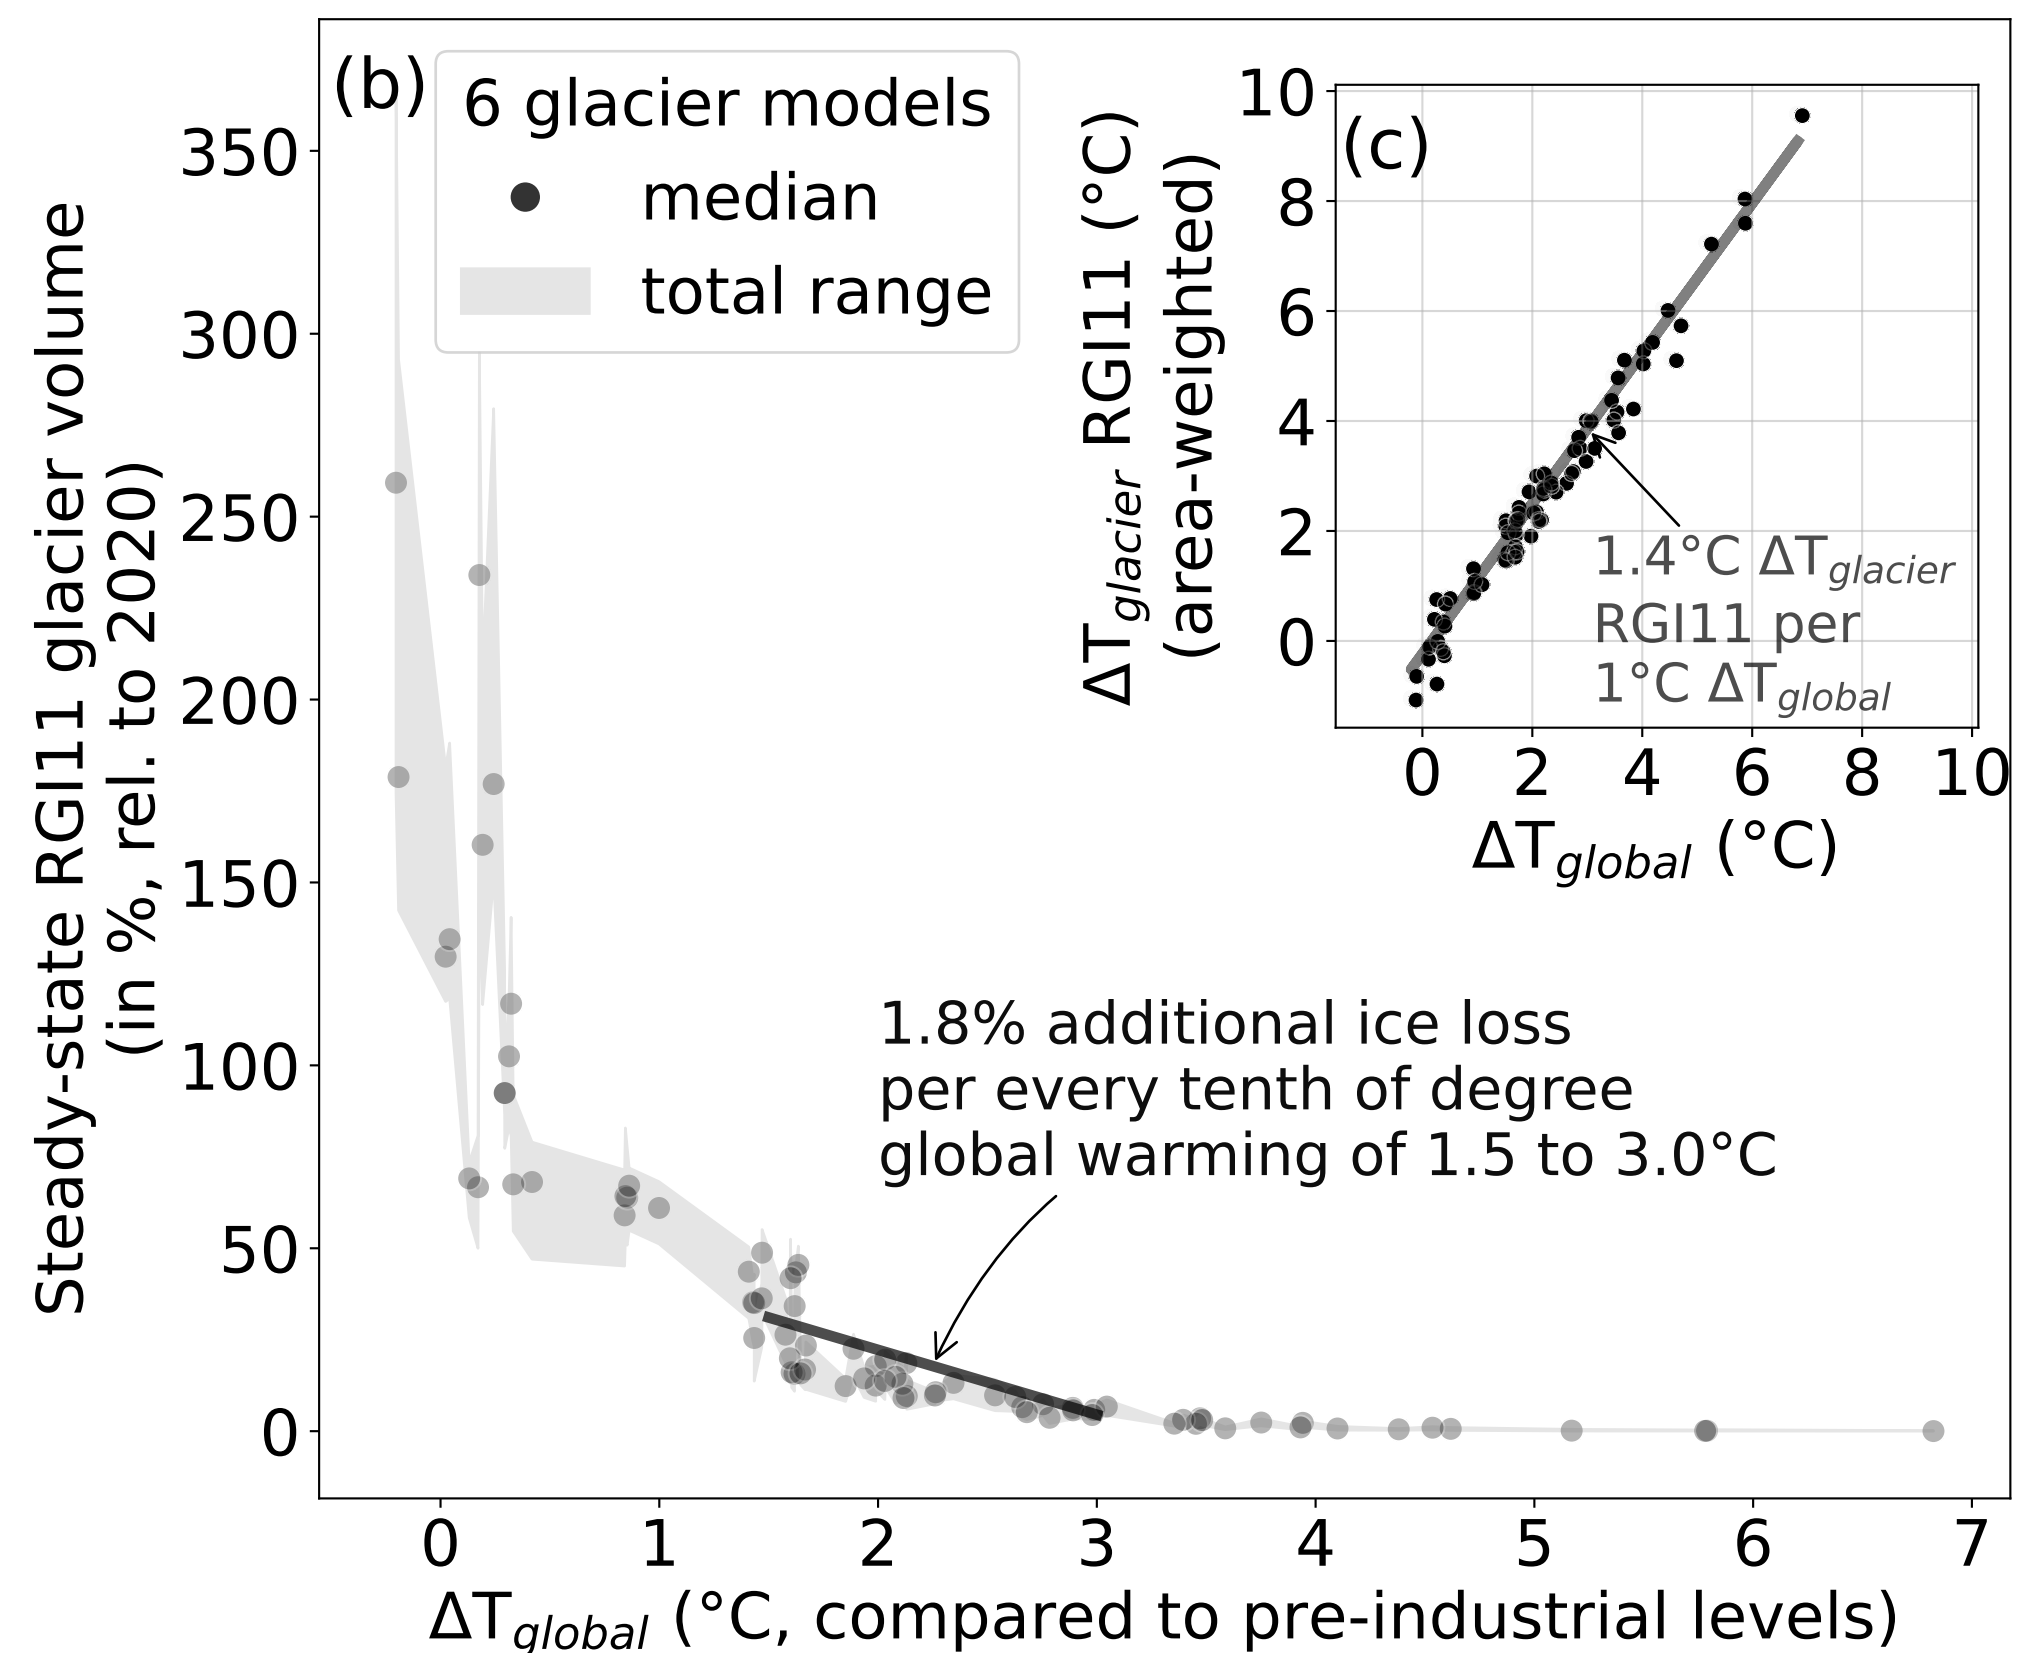 (b)
6 glacier models
median
total range
Steady-state RGI11 glacier volume
(in %, rel. to 2020)
350
300
250
200
150
100
50
0
0 1 2 3 4 5 6 7
ΔTglobal (°C, compared to pre-industrial levels)
1.8% additional ice loss
per every tenth of degree
global warming of 1.5 to 3.0°C
(c)
ΔTglacier RGI11 (°C)
(area-weighted)
10
8
6
4
2
0
1.4°C ΔTglacier
RGI11 per
1°C ΔTglobal
0 2 4 6 8 10
ΔTglobal (°C)